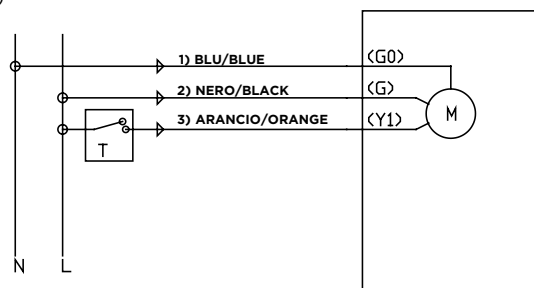 1) BLU/BLUE (G0)
2) NERO/BLACK (G)
3) ARANCIO/ORANGE (Y1)
M
T
N L